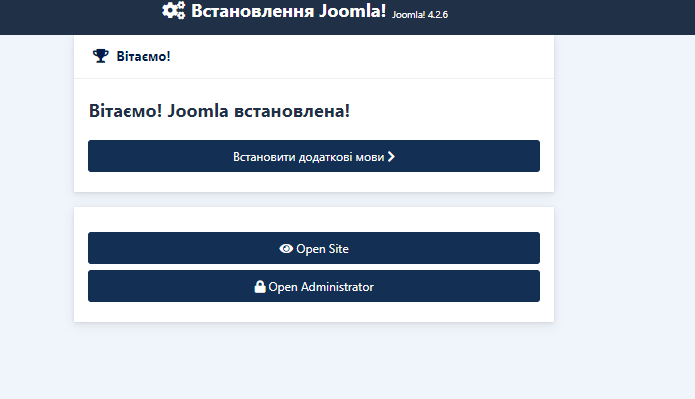 Встановлення Joomla! Joomla! 4.2.6
Вітаємо!
Вітаємо! Joomla встановлена!
Встановити додаткові мови
Open Site
Open Administrator